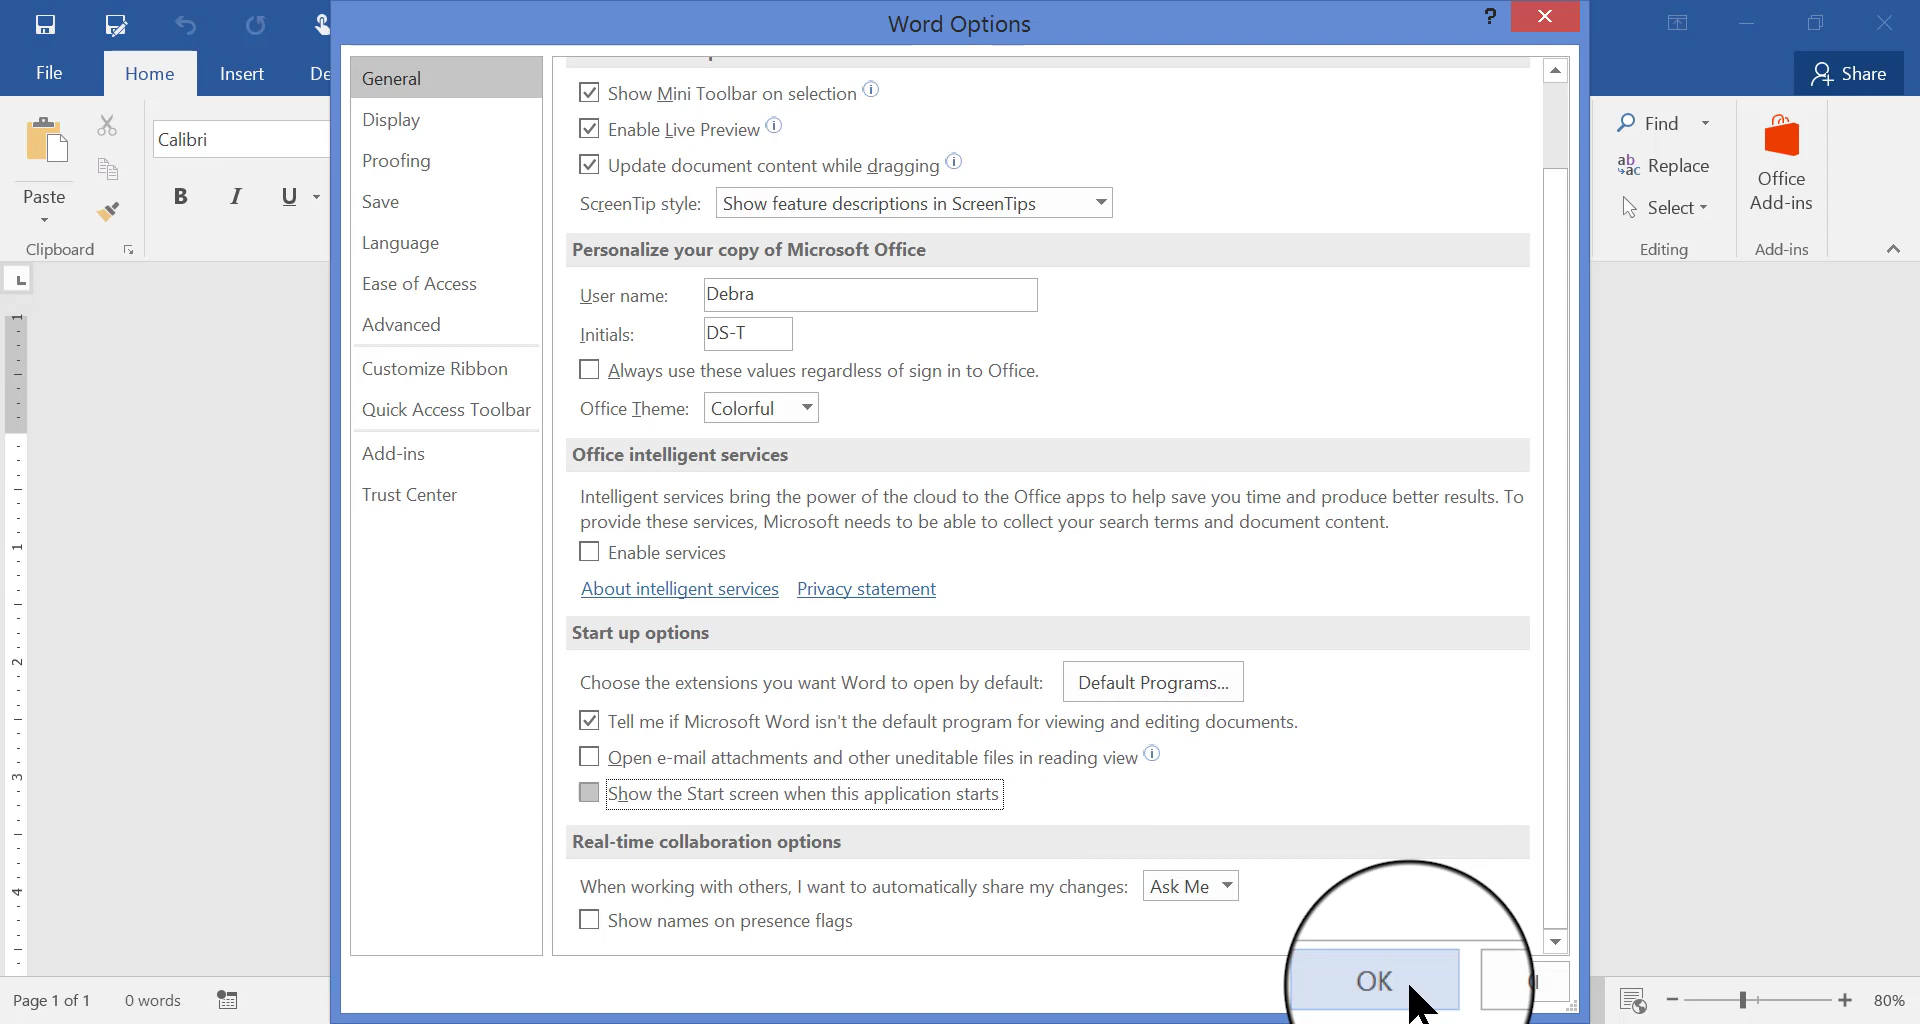 Word Options
?
File
Home
Insert
De
Share
Paste
Clipboard
Calibri
B I U
Find
Replace
Select
Editing
Office
Add-ins
Add-ins
General
Display
Proofing
Save
Language
Ease of Access
Advanced
Customize Ribbon
Quick Access Toolbar
Add-ins
Trust Center
Show Mini Toolbar on selection
Enable Live Preview
Update document content while dragging
ScreenTip style: Show feature descriptions in ScreenTips
Personalize your copy of Microsoft Office
User name: Debra
Initials: DS-T
Always use these values regardless of sign in to Office.
Office Theme: Colorful
Office intelligent services
Intelligent services bring the power of the cloud to the Office apps to help save you time and produce better results. To
provide these services, Microsoft needs to be able to collect your search terms and document content.
Enable services
About intelligent services Privacy statement
Start up options
Choose the extensions you want Word to open by default: Default Programs...
Tell me if Microsoft Word isn't the default program for viewing and editing documents.
Open e-mail attachments and other uneditable files in reading view
Show the Start screen when this application starts
Real-time collaboration options
When working with others, I want to automatically share my changes: Ask Me
Show names on presence flags
OK
1
1
2
3
4
Page 1 of 1 0 words
80%